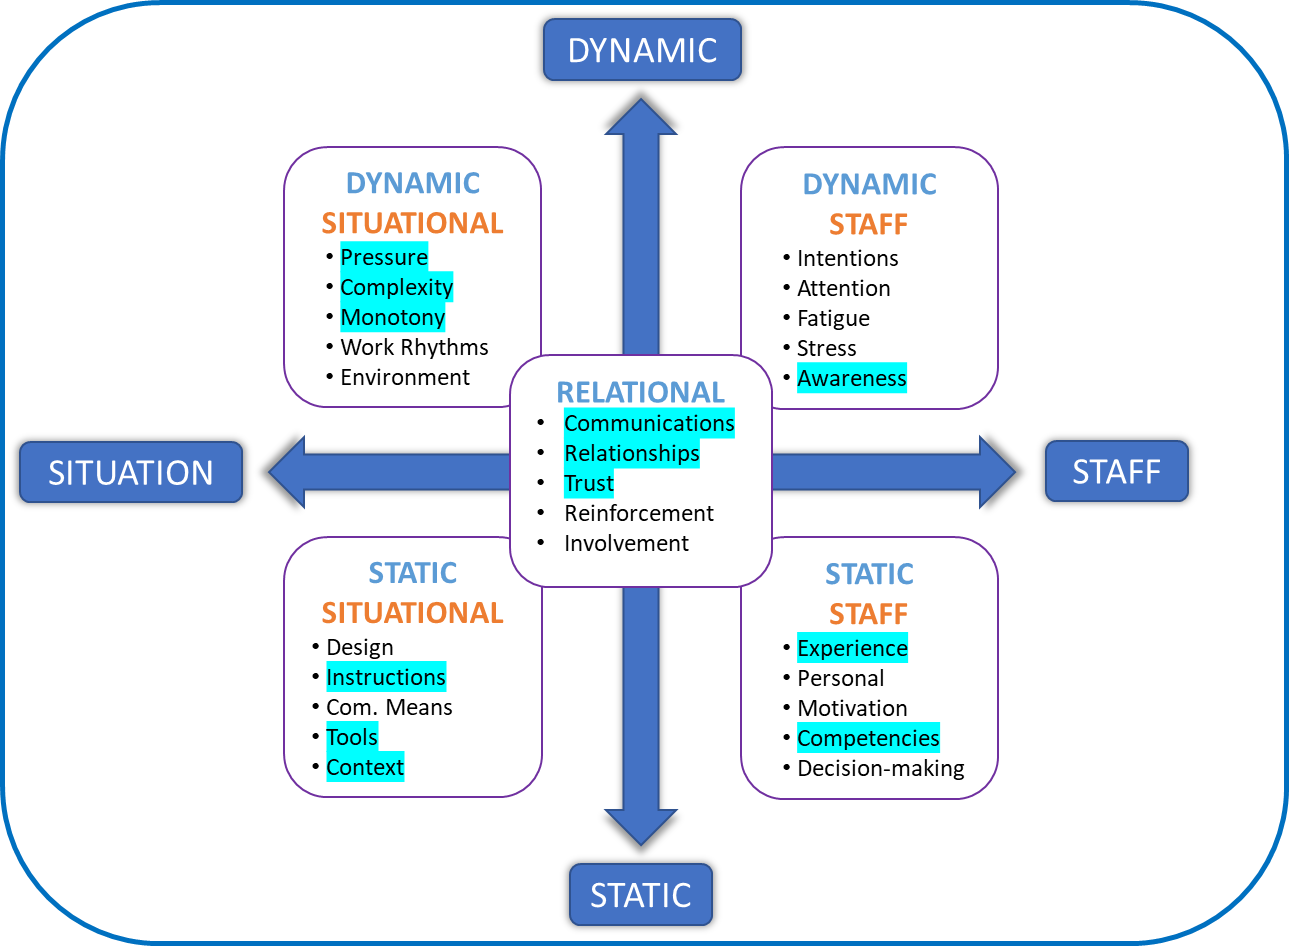 DYNAMIC
DYNAMIC
SITUATIONAL
• Pressure
• Complexity
• Monotony
• Work Rhythms
• Environment
DYNAMIC
STAFF
• Intentions
• Attention
• Fatigue
• Stress
• Awareness
SITUATION
RELATIONAL
• Communications
• Relationships
• Trust
• Reinforcement
• Involvement
STAFF
STATIC
SITUATIONAL
• Design
• Instructions
• Com. Means
• Tools
• Context
STATIC
STAFF
• Experience
• Personal
• Motivation
• Competencies
• Decision-making
STATIC